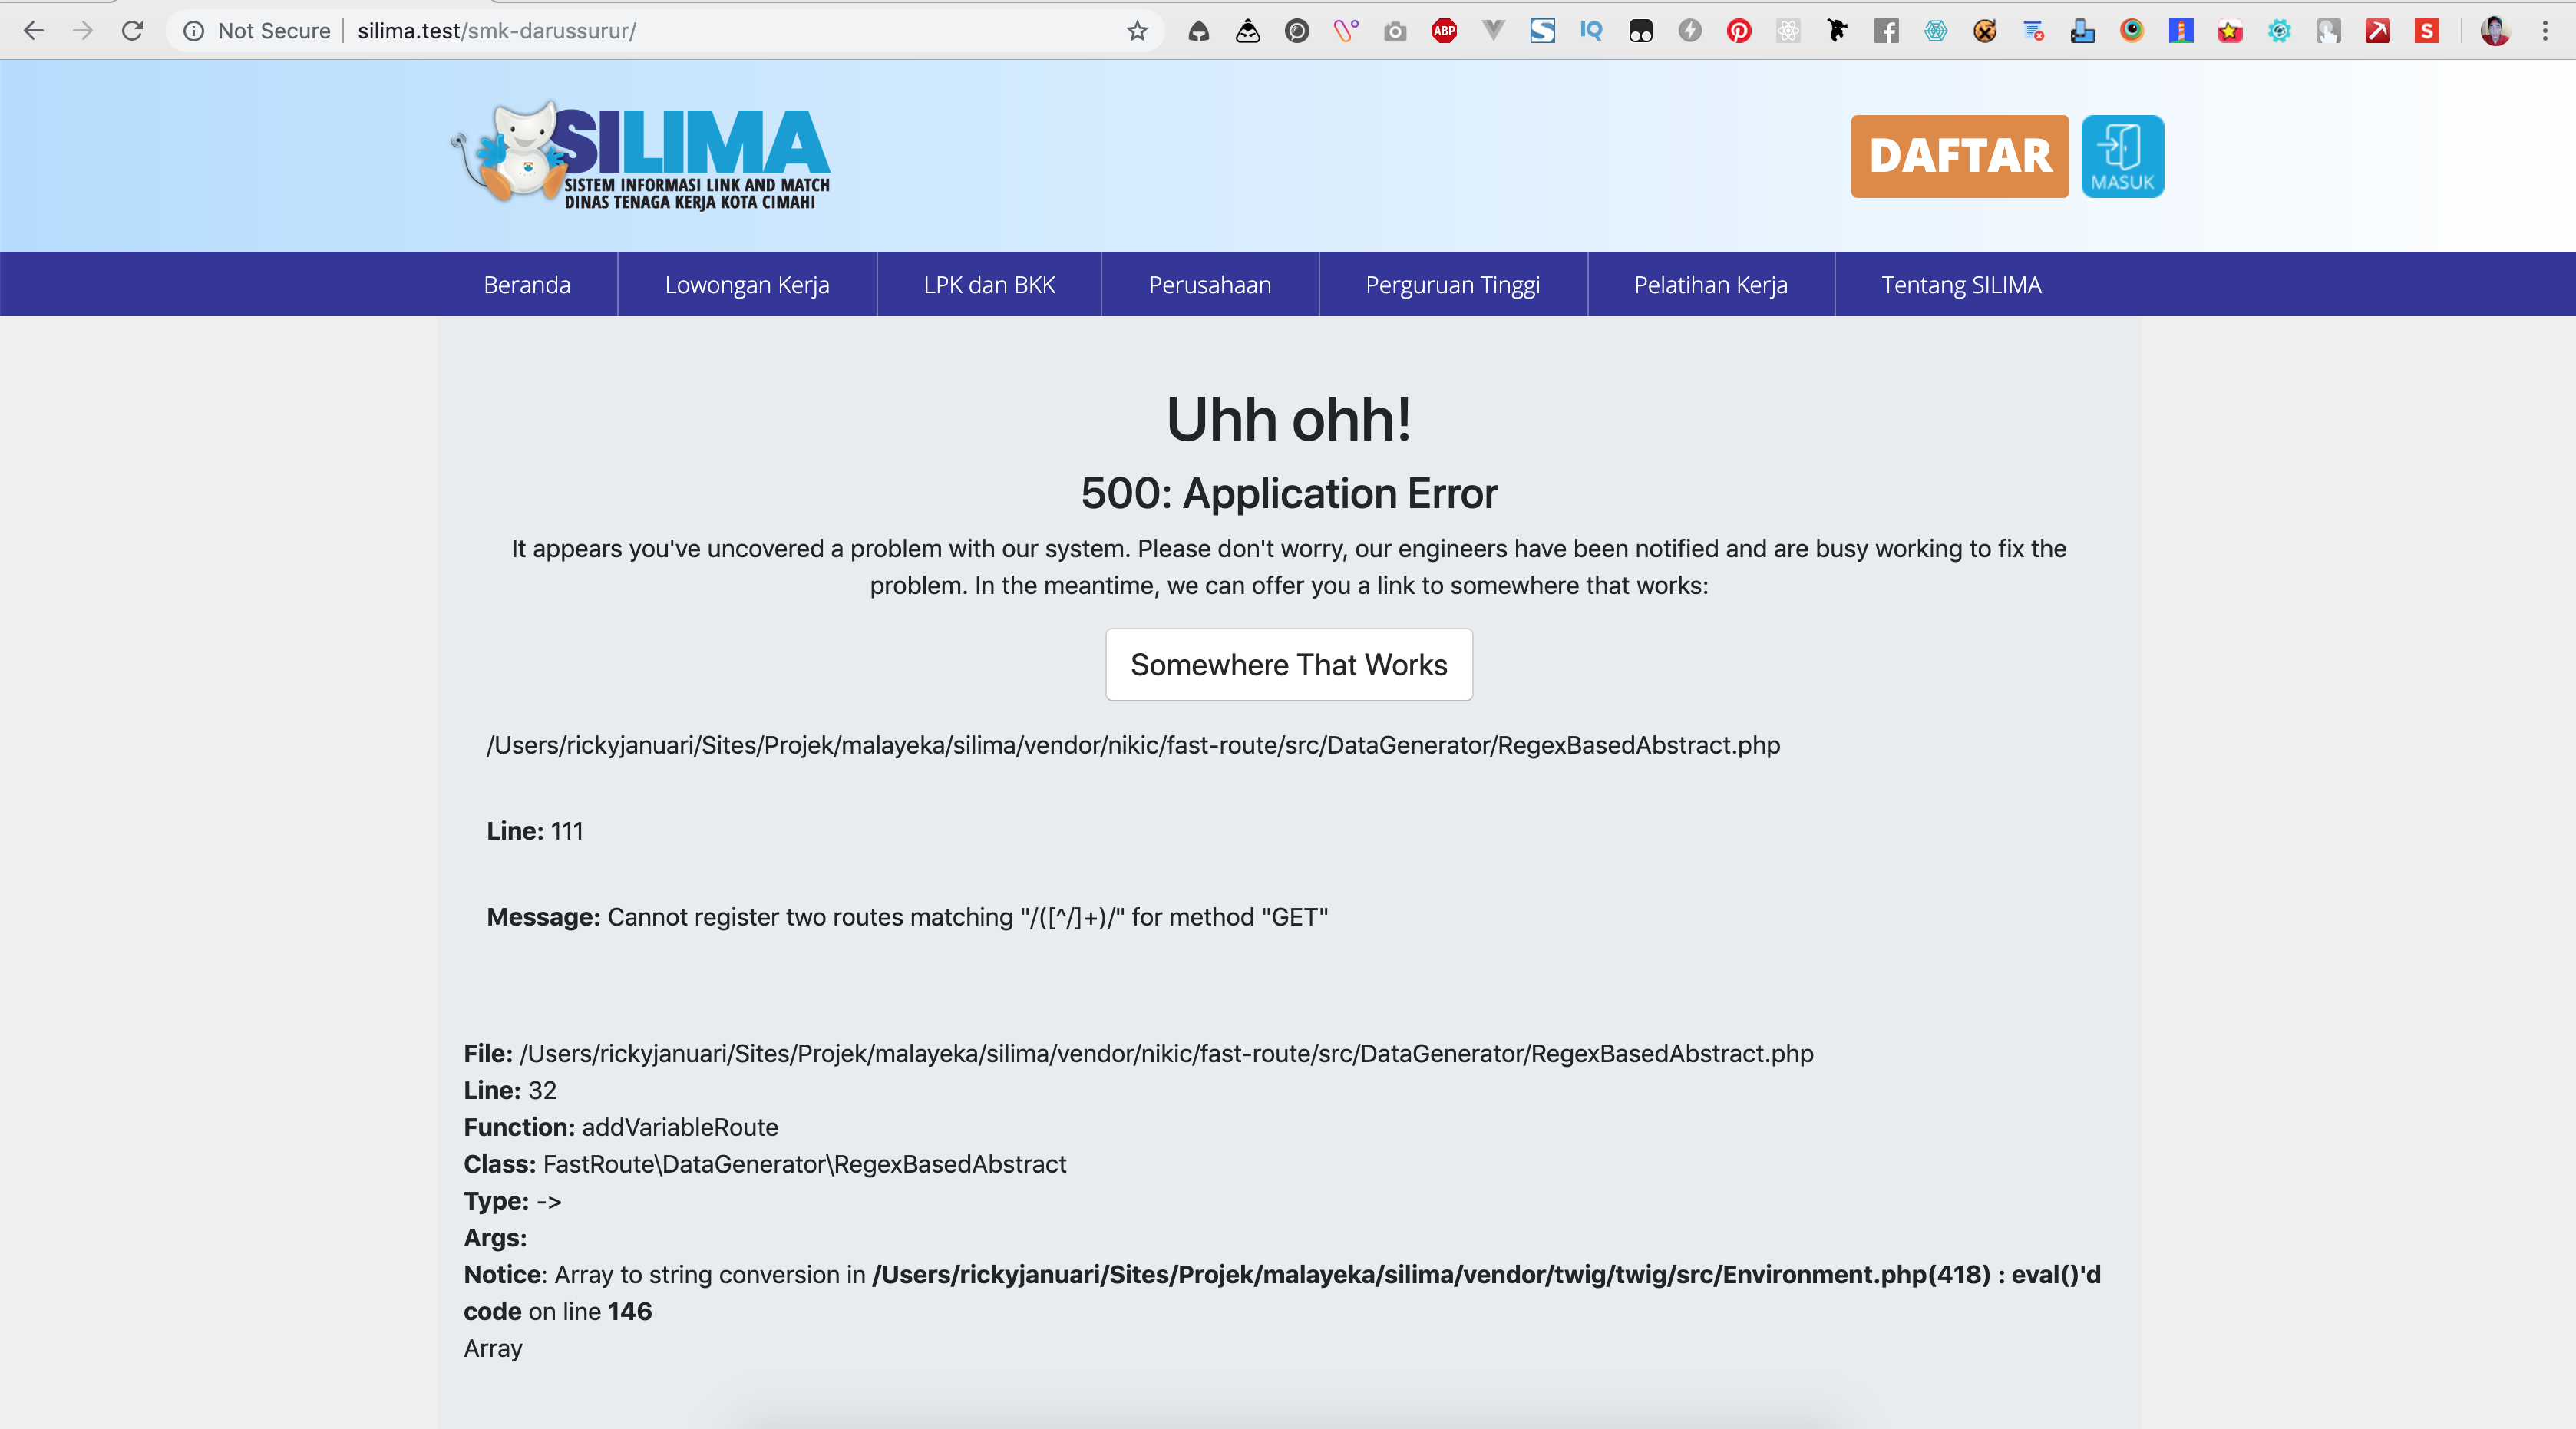 Not Secure
silima.test/smk-darussurur/
ABP
IQ
S
SILIMA
SISTEM INFORMASI LINK AND MATCH
DINAS TENAGA KERJA KOTA CIMAHI
DAFTAR
MASUK
Beranda
Lowongan Kerja
LPK dan BKK
Perusahaan
Perguruan Tinggi
Pelatihan Kerja
Tentang SILIMA
Uhh ohh!
500: Application Error
It appears you've uncovered a problem with our system. Please don't worry, our engineers have been notified and are busy working to fix the
problem. In the meantime, we can offer you a link to somewhere that works:
Somewhere That Works
/Users/rickyjanuari/Sites/Projek/malayeka/silima/vendor/nikic/fast-route/src/DataGenerator/RegexBasedAbstract.php
Line: 111
Message: Cannot register two routes matching "/([^/]+)/" for method "GET"
File: /Users/rickyjanuari/Sites/Projek/malayeka/silima/vendor/nikic/fast-route/src/DataGenerator/RegexBasedAbstract.php
Line: 32
Function: addVariableRoute
Class: FastRoute\DataGenerator\RegexBasedAbstract
Type: ->
Args:
Notice: Array to string conversion in /Users/rickyjanuari/Sites/Projek/malayeka/silima/vendor/twig/twig/src/Environment.php(418) : eval()'d
code on line 146
Array